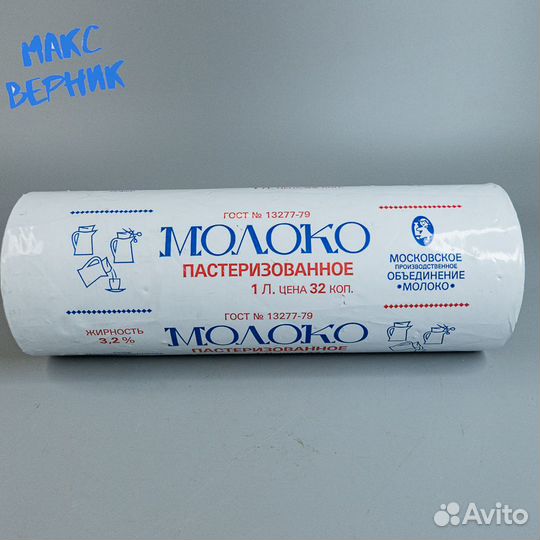 МАКС
ВЕРНИК
ГОСТ № 13277-79
МОЛОКО
ПАСТЕРИЗОВАННОЕ
1 Л. ЦЕНА 32 КОП.
МОСКОВСКОЕ
ПРОИЗВОДСТВЕННОЕ
ОБЪЕДИНЕНИЕ
•МОЛОКО•
ЖИРНОСТЬ
3,2 %
ГОСТ № 13277-79
МОЛОКО
ПАСТЕРИЗОВАННОЕ
Avito